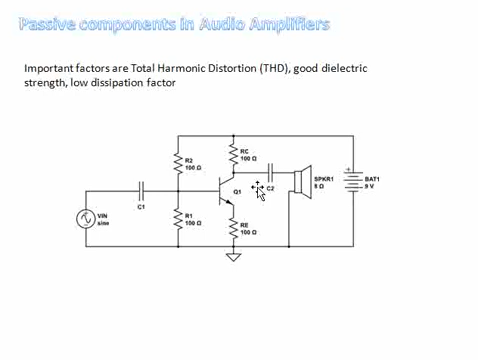 Passive components in Audio Amplifiers
Important factors are Total Harmonic Distortion (THD), good dielectric
strength, low dissipation factor
R2
100 Ω
RC
100 Ω
C2
SPKR1
8 Ω
BAT1
9 V
C1
Q1
VIN
sine
R1
100 Ω
RE
100 Ω